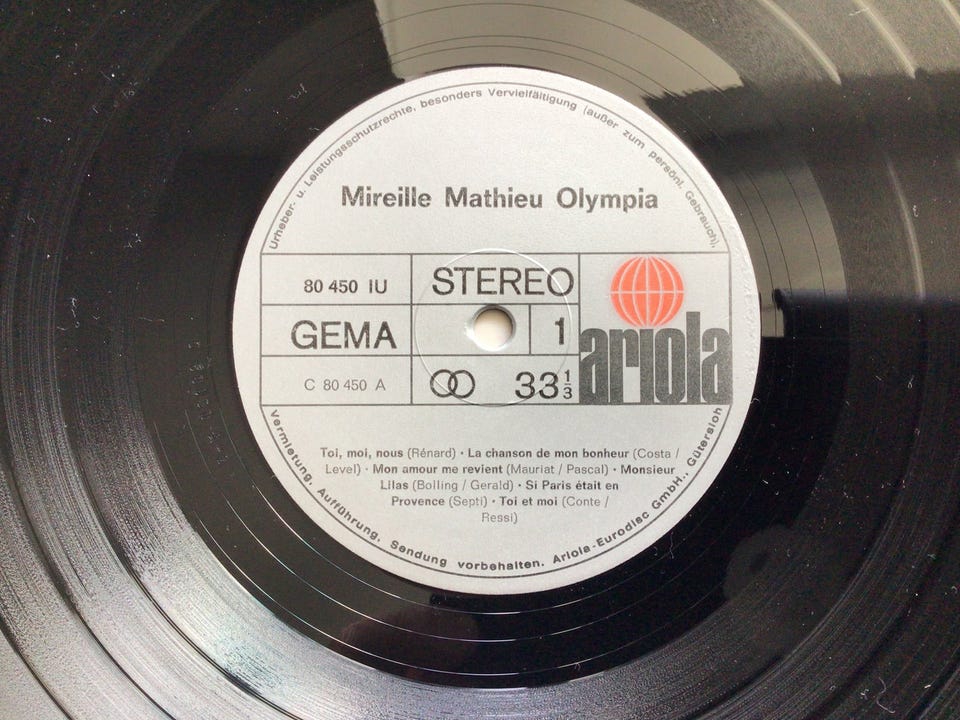 Urheber- u. Leistungsschutzrechte, besonders Vervielfältigung (außer zum persönl. Gebrauch),
Mireille Mathieu Olympia
80 450 IU
STEREO
GEMA
1
C 80 450 A
33 1/3
ariola
Toi, moi, nous (Rénard) · La chanson de mon bonheur (Costa /
Level) · Mon amour me revient (Mauriat / Pascal) · Monsieur
Lilas (Bolling / Gerald) · Si Paris était en
Provence (Septi) · Toi et moi (Conte /
Ressi)
Vermietung, Aufführung, Sendung vorbehalten. Ariola-Eurodisc GmbH., Gütersloh